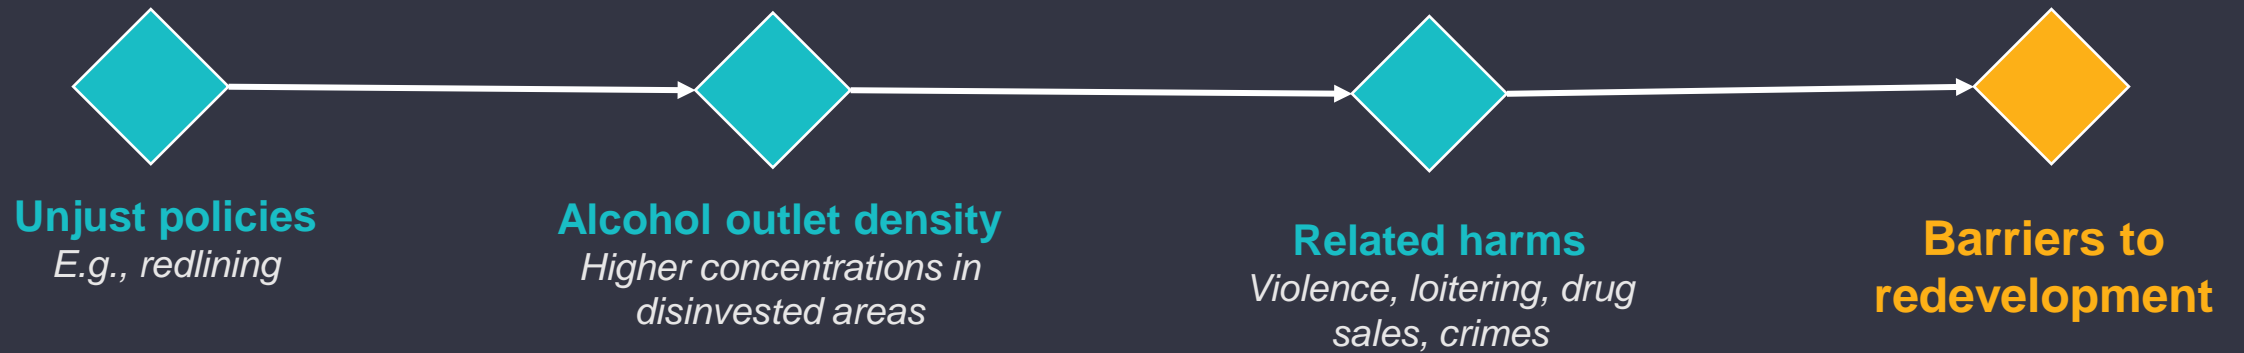 Unjust policies
E.g., redlining
Alcohol outlet density
Higher concentrations in
disinvested areas
Related harms
Violence, loitering, drug
sales, crimes
Barriers to
redevelopment